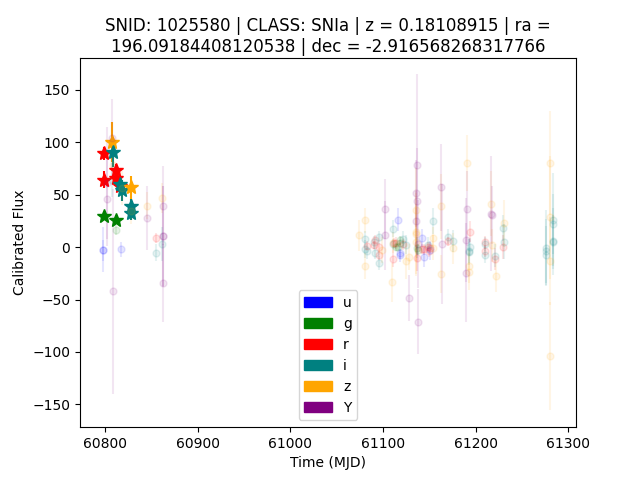 SNID: 1025580 | CLASS: SNIa | z = 0.18108915 | ra =
196.09184408120538 | dec = -2.916568268317766
Calibrated Flux
150
100
50
0
−50
−100
−150
u
g
r
i
z
Y
60800
60900
61000
61100
61200
61300
Time (MJD)